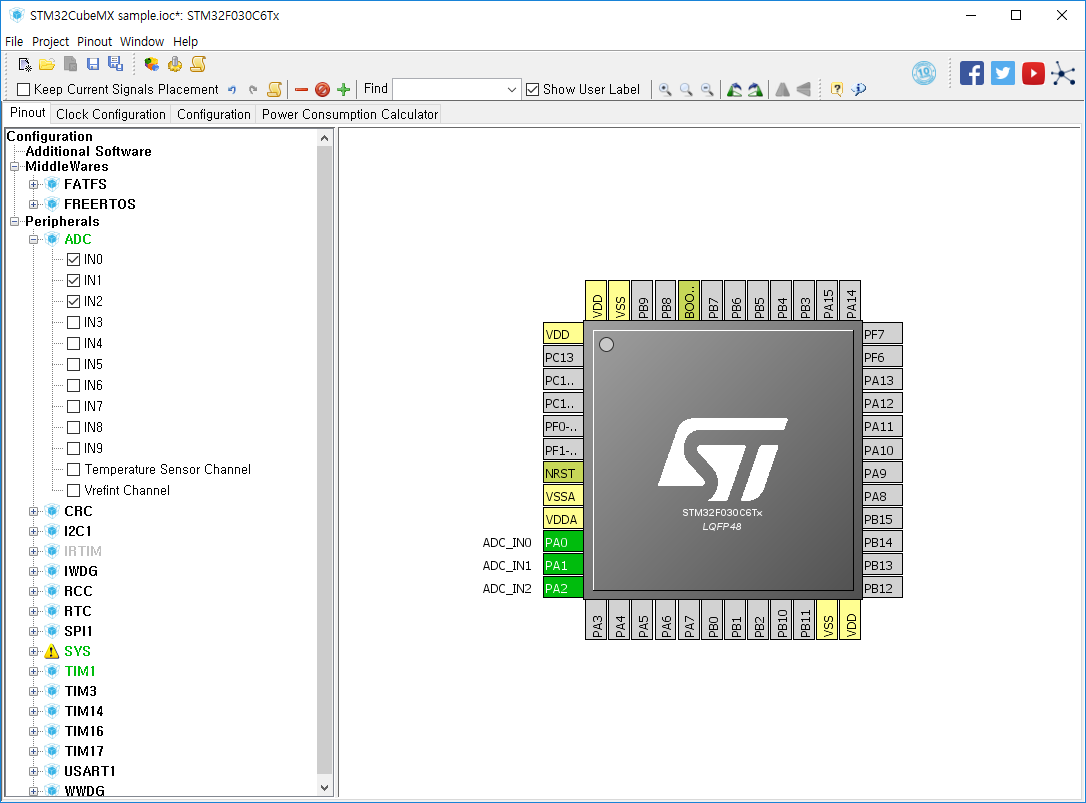 STM32CubeMX sample.ioc*: STM32F030C6Tx
File Project Pinout Window Help
Keep Current Signals Placement Find Show User Label
10
Pinout Clock Configuration Configuration Power Consumption Calculator
Configuration
Additional Software
MiddleWares
FATFS
FREERTOS
Peripherals
ADC
IN0
IN1
IN2
IN3
IN4
IN5
IN6
IN7
IN8
IN9
Temperature Sensor Channel
Vrefint Channel
CRC
I2C1
IRTIM
IWDG
RCC
RTC
SPI1
SYS
TIM1
TIM3
TIM14
TIM16
TIM17
USART1
WWDG
VDD
VSS
PB9
PB8
BOO..
PB7
PB6
PB5
PB4
PB3
PA15
PA14
VDD
PC13
PC1..
PC1..
PF0-..
PF1-..
NRST
VSSA
VDDA
ADC_IN0 PA0
ADC_IN1 PA1
ADC_IN2 PA2
ST
STM32F030C6Tx
LQFP48
PF7
PF6
PA13
PA12
PA11
PA10
PA9
PA8
PB15
PB14
PB13
PB12
PA3
PA4
PA5
PA6
PA7
PB0
PB1
PB2
PB10
PB11
VSS
VDD